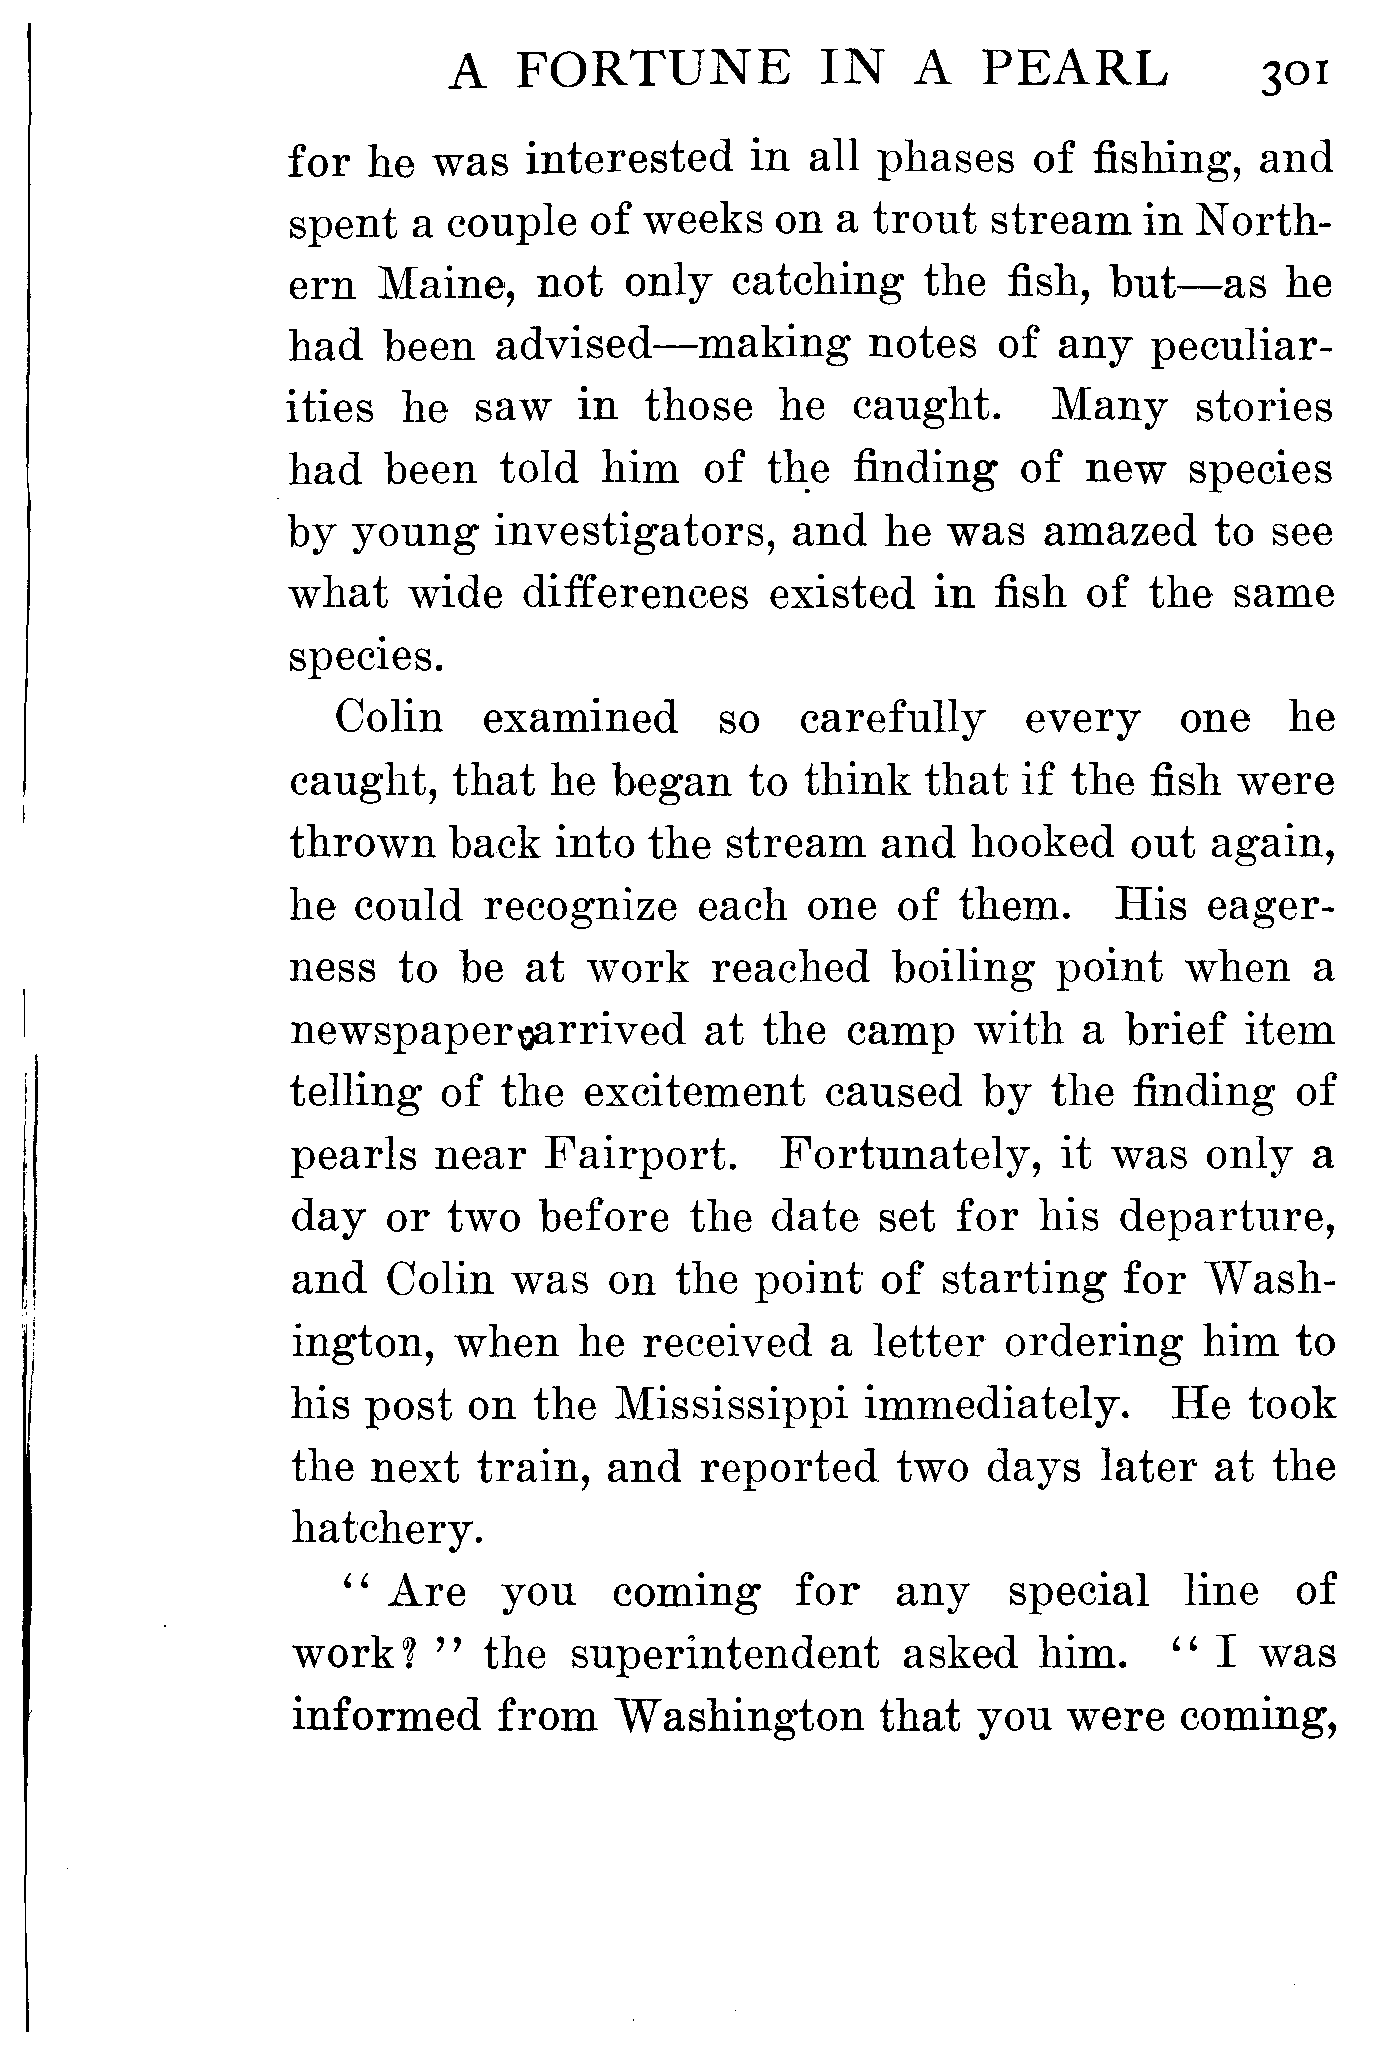 A FORTUNE IN A PEARL 301
for he was interested in all phases of fishing, and
spent a couple of weeks on a trout stream in North-
ern Maine, not only catching the fish, but—as he
had been advised—making notes of any peculiar-
ities he saw in those he caught. Many stories
had been told him of the finding of new species
by young investigators, and he was amazed to see
what wide differences existed in fish of the same
species.
Colin examined so carefully every one he
caught, that he began to think that if the fish were
thrown back into the stream and hooked out again,
he could recognize each one of them. His eager-
ness to be at work reached boiling point when a
newspaper arrived at the camp with a brief item
telling of the excitement caused by the finding of
pearls near Fairport. Fortunately, it was only a
day or two before the date set for his departure,
and Colin was on the point of starting for Wash-
ington, when he received a letter ordering him to
his post on the Mississippi immediately. He took
the next train, and reported two days later at the
hatchery.
“ Are you coming for any special line of
work? ” the superintendent asked him. “ I was
informed from Washington that you were coming,